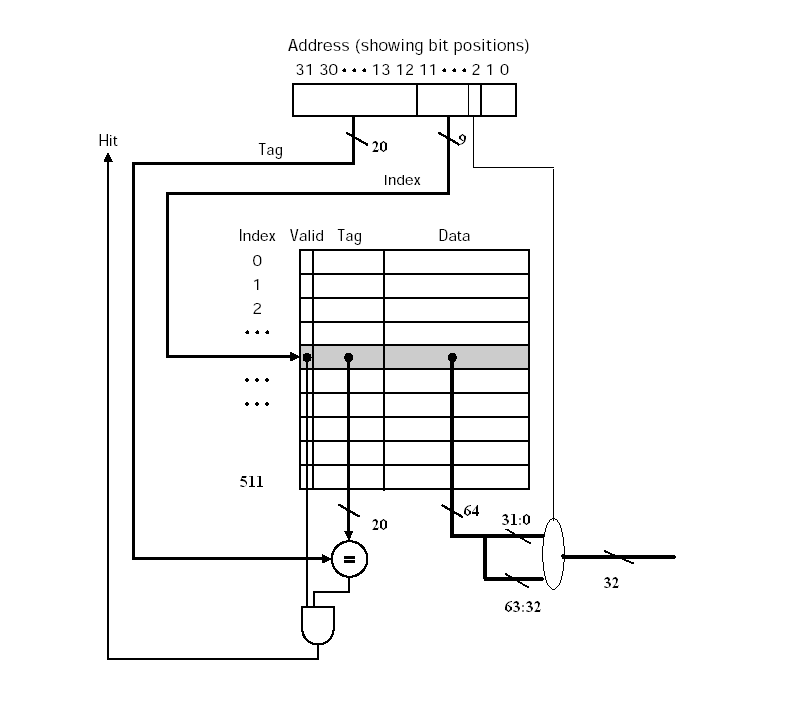 Address (showing bit positions)
31 30 ••• 13 12 11 ••• 2 1 0
Hit
20
9
Tag
Index
Index Valid Tag Data
0
1
2
•••
•••
•••
511
64
31:0
20
=
32
63:32